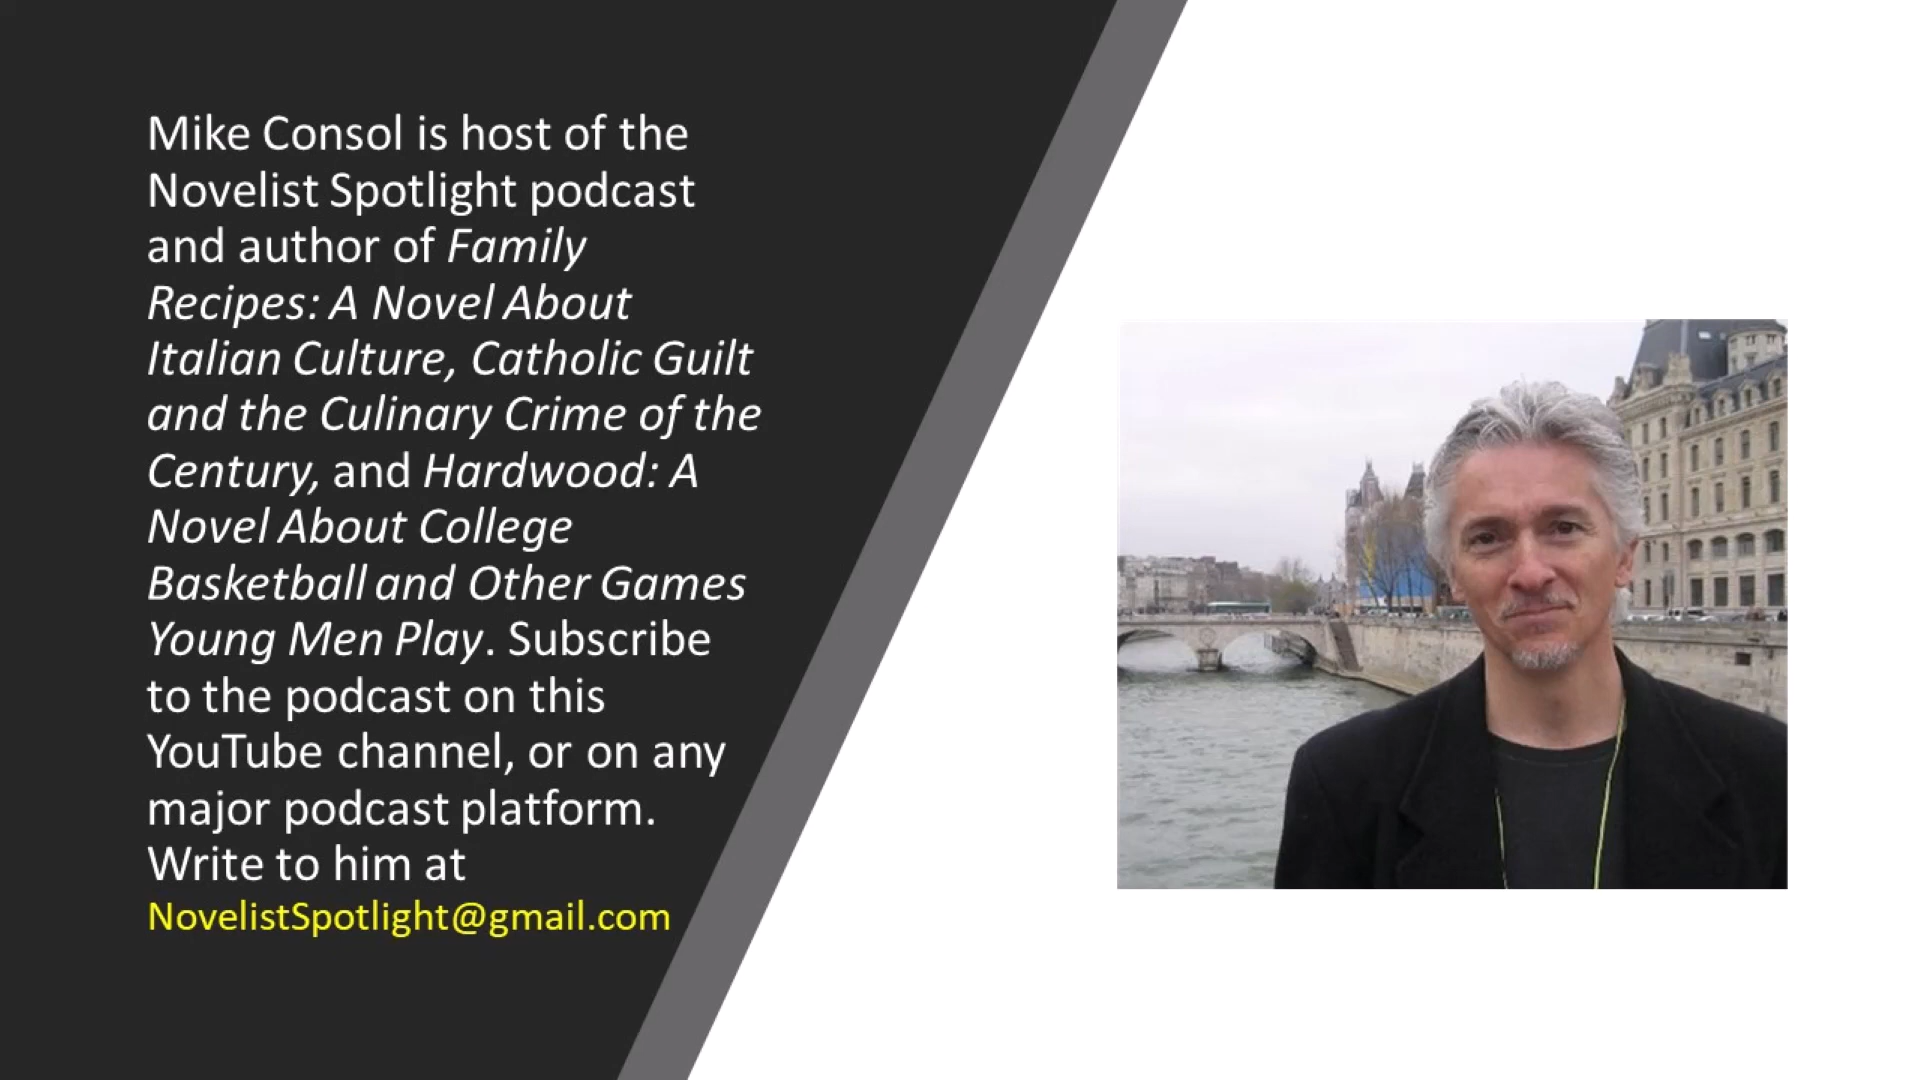 Mike Consol is host of the
Novelist Spotlight podcast
and author of Family
Recipes: A Novel About
Italian Culture, Catholic Guilt
and the Culinary Crime of the
Century, and Hardwood: A
Novel About College
Basketball and Other Games
Young Men Play. Subscribe
to the podcast on this
YouTube channel, or on any
major podcast platform.
Write to him at
NovelistSpotlight@gmail.com